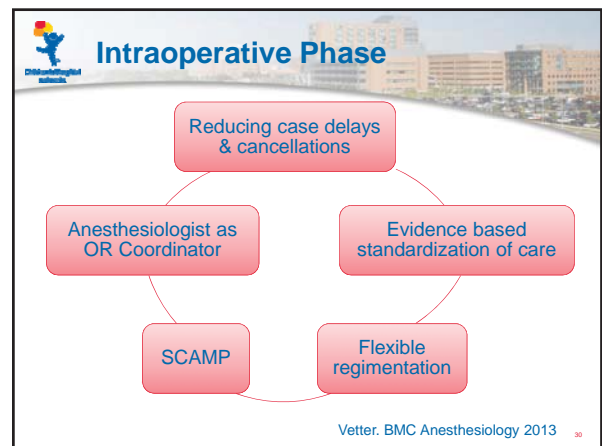 Intraoperative Phase
Reducing case delays
& cancellations
Anesthesiologist as
OR Coordinator
Evidence based
standardization of care
SCAMP
Flexible
regimentation
Vetter. BMC Anesthesiology 2013
30